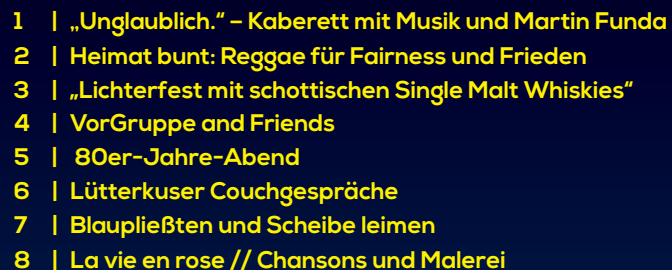 1 | „Unglaublich.“ – Kaberett mit Musik und Martin Funda
2 | Heimat bunt: Reggae für Fairness und Frieden
3 | „Lichterfest mit schottischen Single Malt Whiskies“
4 | VorGruppe and Friends
5 | 80er-Jahre-Abend
6 | Lütterkuser Couchgespräche
7 | Blaupließten und Scheibe leimen
8 | La vie en rose // Chansons und Malerei